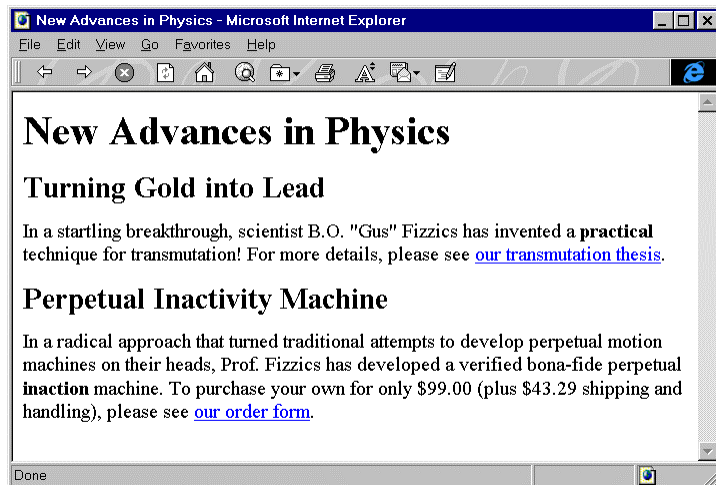 New Advances in Physics - Microsoft Internet Explorer
File Edit View Go Favorites Help
New Advances in Physics
Turning Gold into Lead
In a startling breakthrough, scientist B.O. "Gus" Fizzics has invented a practical
technique for transmutation! For more details, please see our transmutation thesis.
Perpetual Inactivity Machine
In a radical approach that turned traditional attempts to develop perpetual motion
machines on their heads, Prof. Fizzics has developed a verified bona-fide perpetual
inaction machine. To purchase your own for only $99.00 (plus $43.29 shipping and
handling), please see our order form.
Done